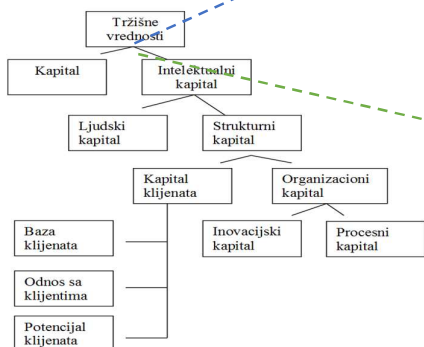 Tržišne
vrednosti
Kapital
Intelektualni
kapital
Ljudski
kapital
Strukturni
kapital
Kapital
klijenata
Organizacioni
kapital
Baza
klijenata
Inovacijski
kapital
Procesni
kapital
Odnos sa
klijentima
Potencijal
klijenata